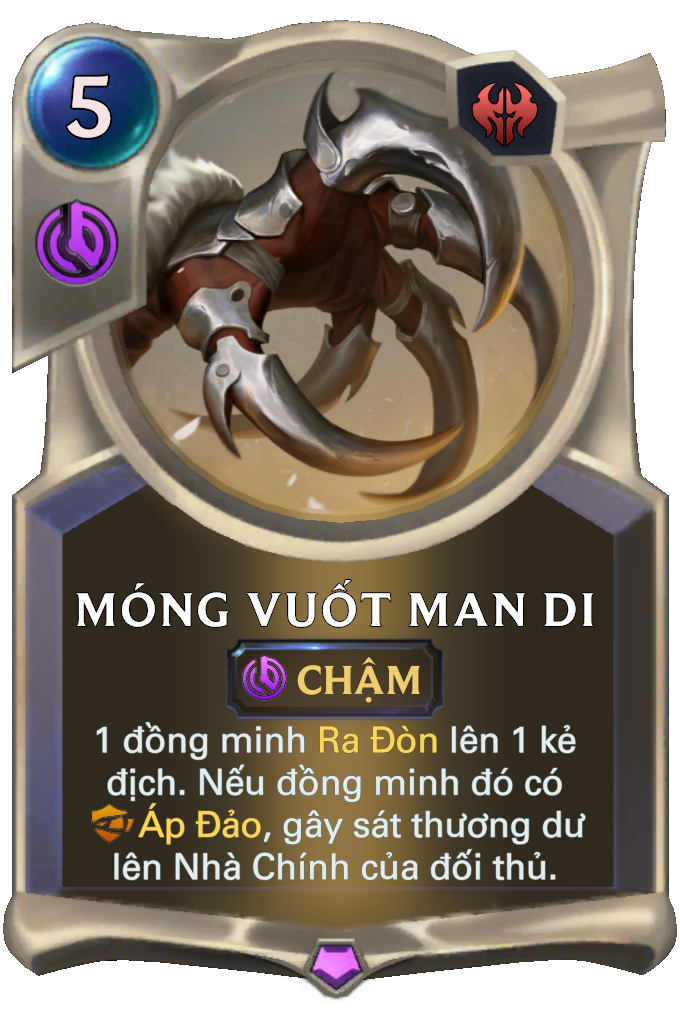 5
MÓNG VUỐT MAN DI
CHẬM
1 đồng minh Ra Đòn lên 1 kẻ
địch. Nếu đồng minh đó có
Áp Đảo, gây sát thương dư
lên Nhà Chính của đối thủ.